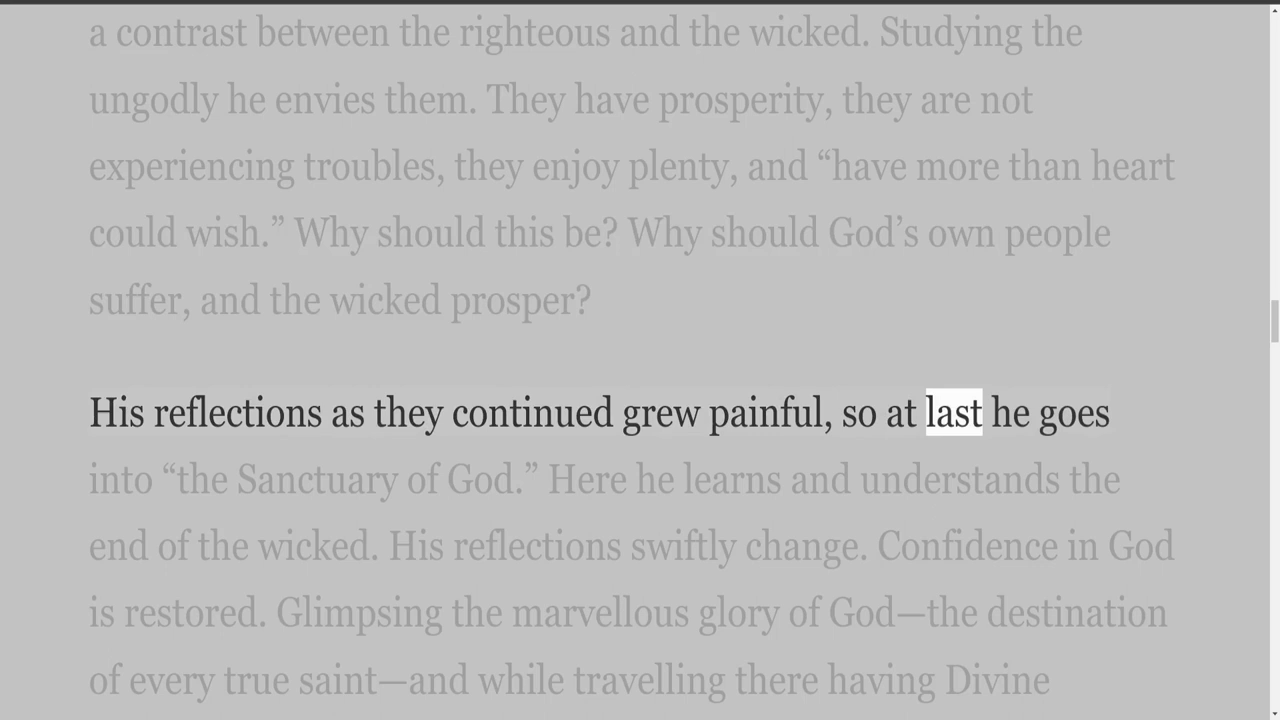 a contrast between the righteous and the wicked. Studying the
ungodly he envies them. They have prosperity, they are not
experiencing troubles, they enjoy plenty, and “have more than heart
could wish.” Why should this be? Why should God’s own people
suffer, and the wicked prosper?
His reflections as they continued grew painful, so at last he goes
into “the Sanctuary of God.” Here he learns and understands the
end of the wicked. His reflections swiftly change. Confidence in God
is restored. Glimpsing the marvellous glory of God—the destination
of every true saint—and while travelling there having Divine